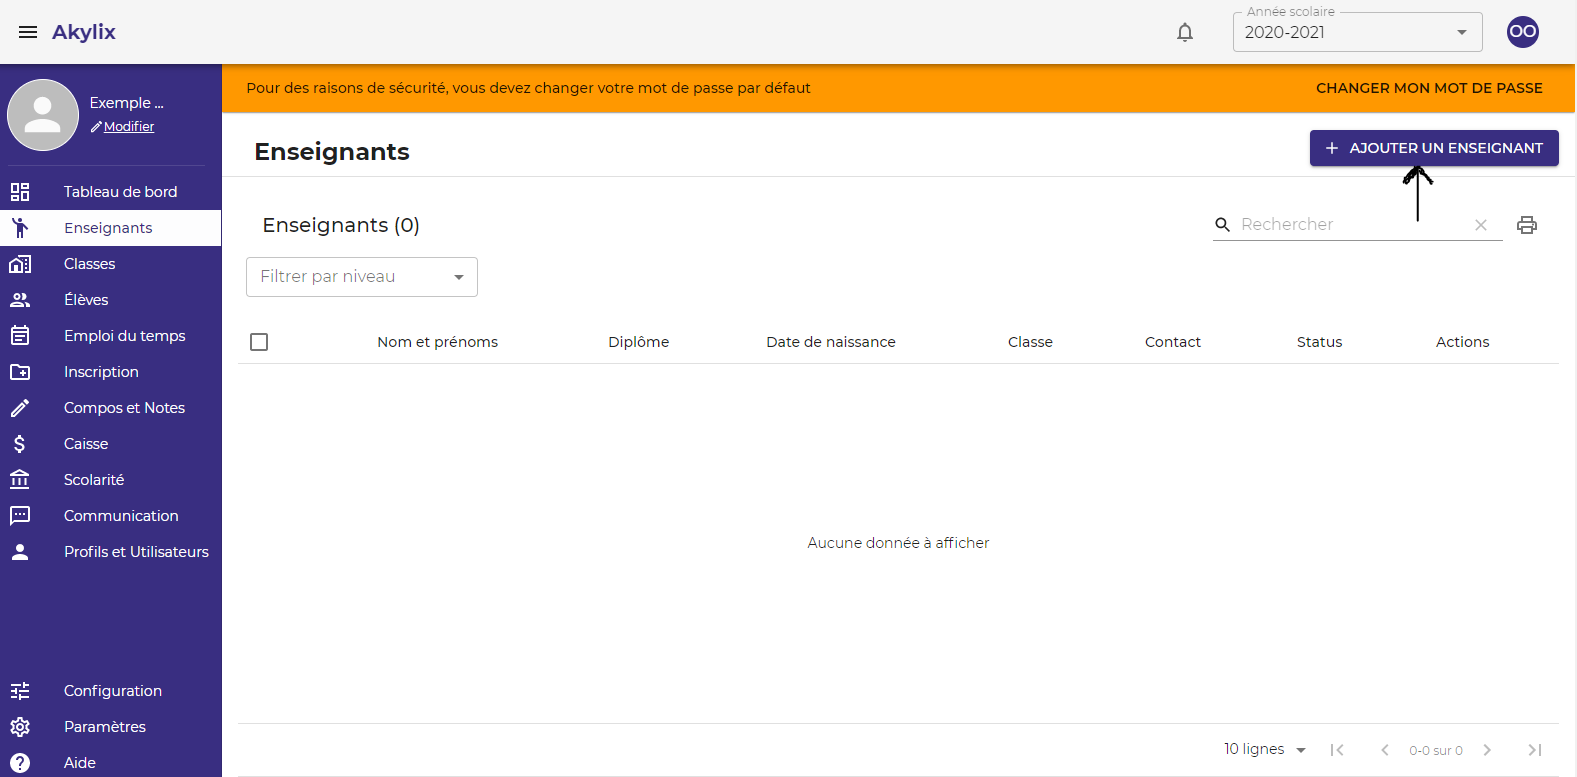 Akylix
Année scolaire
2020-2021
OO
Exemple ...
Modifier
Tableau de bord
Enseignants
Classes
Élèves
Emploi du temps
Inscription
Compos et Notes
Caisse
Scolarité
Communication
Profils et Utilisateurs
Configuration
Paramètres
Aide
Pour des raisons de sécurité, vous devez changer votre mot de passe par défaut
CHANGER MON MOT DE PASSE
Enseignants
+ AJOUTER UN ENSEIGNANT
Enseignants (0)
Rechercher
Filtrer par niveau
Nom et prénoms Diplôme Date de naissance Classe Contact Status Actions
Aucune donnée à afficher
10 lignes 0-0 sur 0